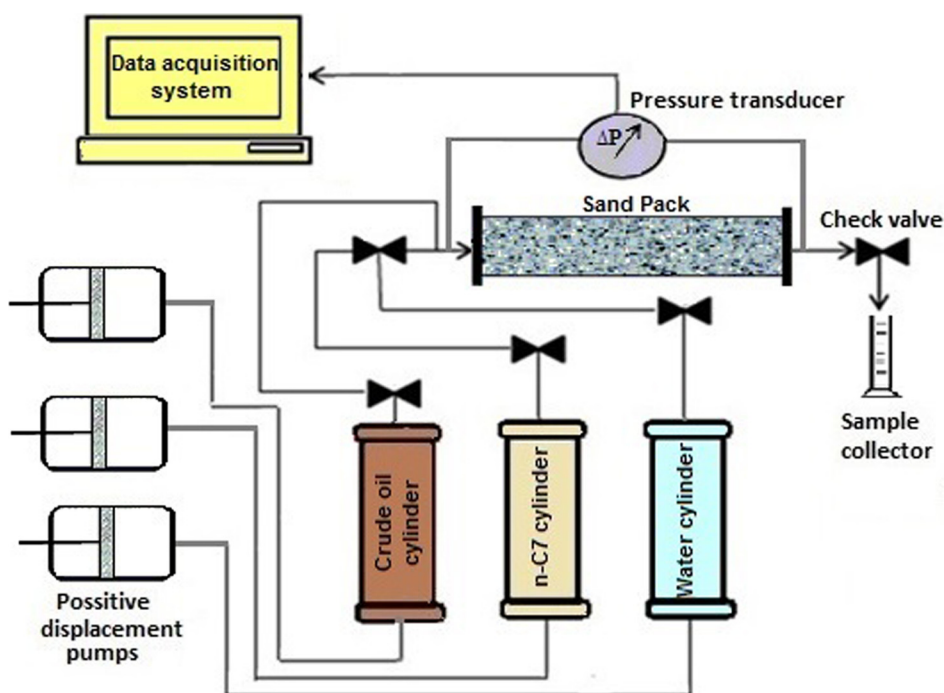 Data acquisition
system
Pressure transducer
ΔP
Sand Pack
Check valve
Sample
collector
Crude oil
cylinder
n-C7 cylinder
Water cylinder
Possitive
displacement
pumps